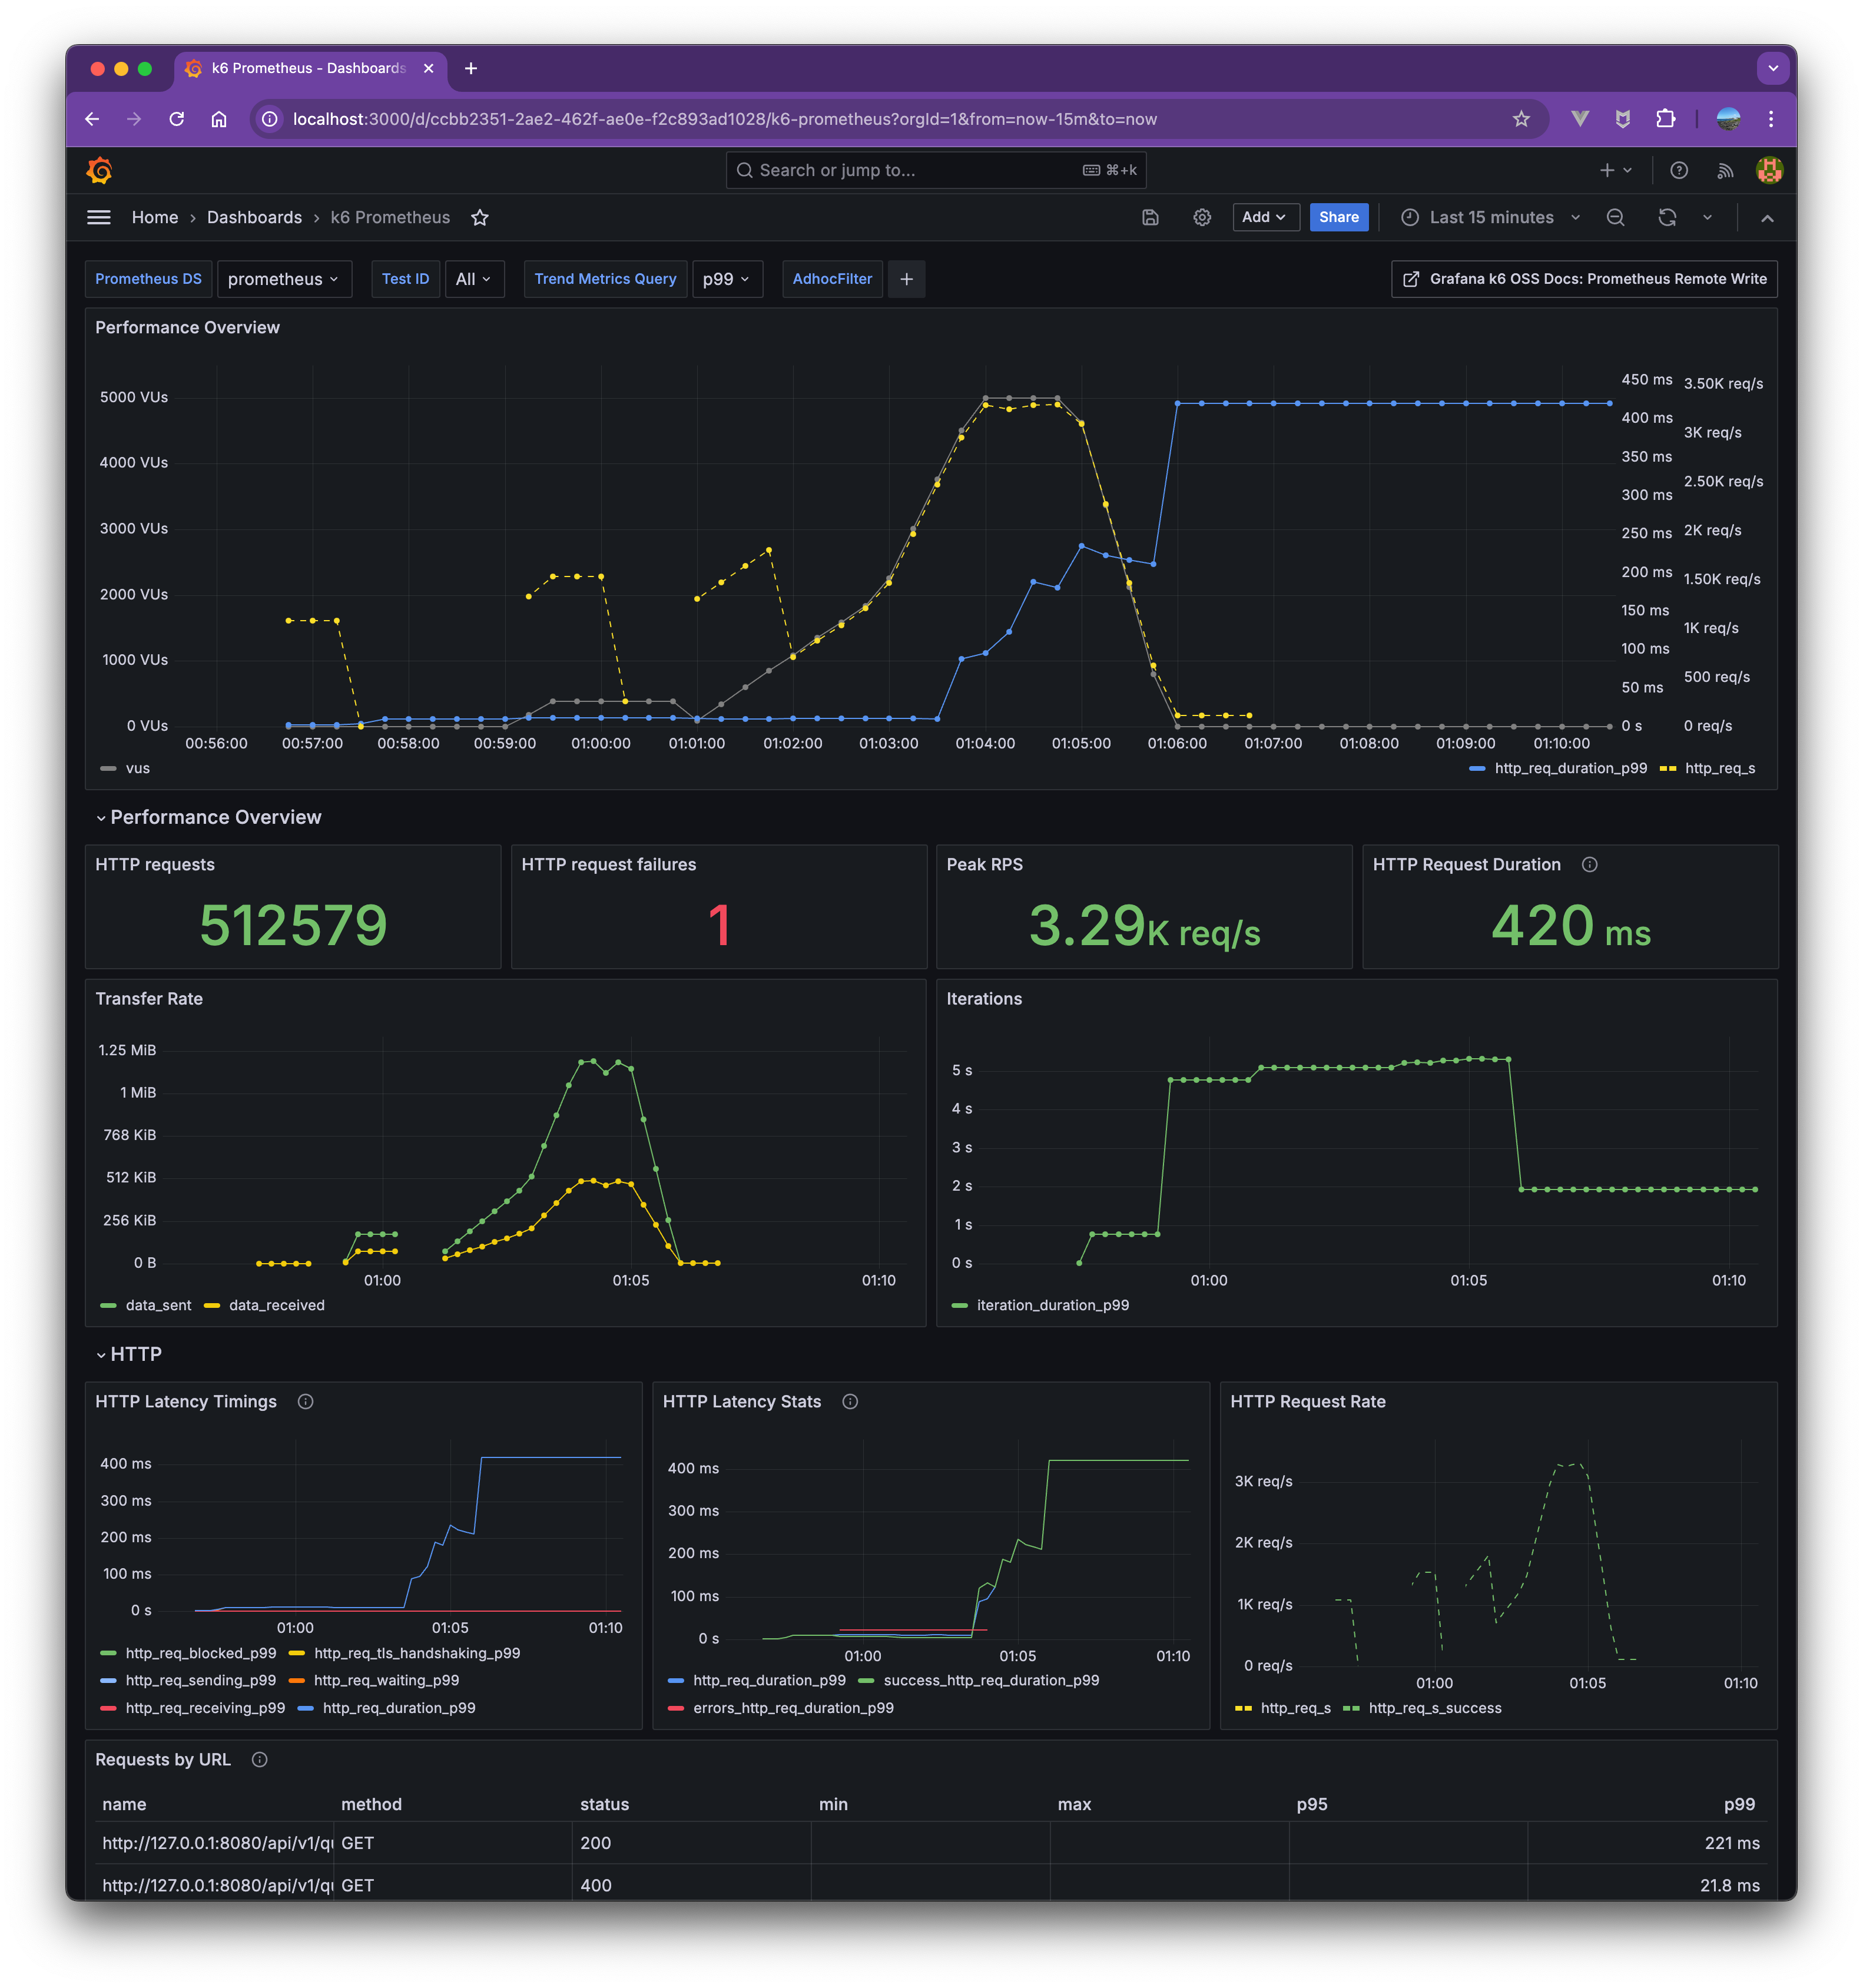 k6 Prometheus - Dashboards
localhost:3000/d/ccbb2351-2ae2-462f-ae0e-f2c893ad1028/k6-prometheus?orgId=1&from=now-15m&to=now
Search or jump to... ⌘+k
Home › Dashboards › k6 Prometheus Add Share Last 15 minutes
Prometheus DS prometheus Test ID All Trend Metrics Query p99 AdhocFilter + Grafana k6 OSS Docs: Prometheus Remote Write
Performance Overview
5000 VUs
4000 VUs
3000 VUs
2000 VUs
1000 VUs
0 VUs
450 ms
400 ms
350 ms
300 ms
250 ms
200 ms
150 ms
100 ms
50 ms
0 s
3.50K req/s
3K req/s
2.50K req/s
2K req/s
1.50K req/s
1K req/s
500 req/s
0 req/s
00:56:00 00:57:00 00:58:00 00:59:00 01:00:00 01:01:00 01:02:00 01:03:00 01:04:00 01:05:00 01:06:00 01:07:00 01:08:00 01:09:00 01:10:00
vus http_req_duration_p99 http_req_s
Performance Overview
HTTP requests
512579
HTTP request failures
1
Peak RPS
3.29K req/s
HTTP Request Duration
420 ms
Transfer Rate
1.25 MiB
1 MiB
768 KiB
512 KiB
256 KiB
0 B
01:00 01:05 01:10
data_sent data_received
Iterations
5 s
4 s
3 s
2 s
1 s
0 s
01:00 01:05 01:10
iteration_duration_p99
HTTP
HTTP Latency Timings
400 ms
300 ms
200 ms
100 ms
0 s
01:00 01:05 01:10
http_req_blocked_p99 http_req_tls_handshaking_p99
http_req_sending_p99 http_req_waiting_p99
http_req_receiving_p99 http_req_duration_p99
HTTP Latency Stats
400 ms
300 ms
200 ms
100 ms
0 s
01:00 01:05 01:10
http_req_duration_p99 success_http_req_duration_p99
errors_http_req_duration_p99
HTTP Request Rate
3K req/s
2K req/s
1K req/s
0 req/s
01:00 01:05 01:10
http_req_s http_req_s_success
Requests by URL
name method status min max p95 p99
http://127.0.0.1:8080/api/v1/q GET 200 221 ms
http://127.0.0.1:8080/api/v1/q GET 400 21.8 ms